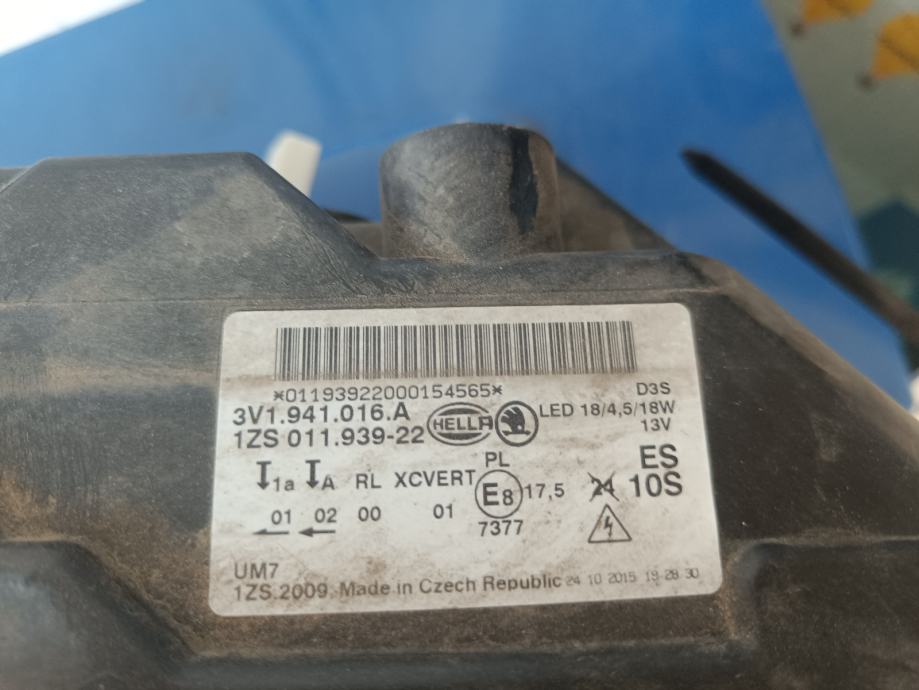 *01193922000154565*
D3S
3V1.941.016.A
HELLA
LED 18/4,5/18W
1ZS 011.939-22
13V
PL
ES
1a A RL XCVERT
E8
17,5
24
10S
01 02 00 01
7377
UM7
1ZS.2009. Made in Czech Republic 24 10 2015 19:28:30